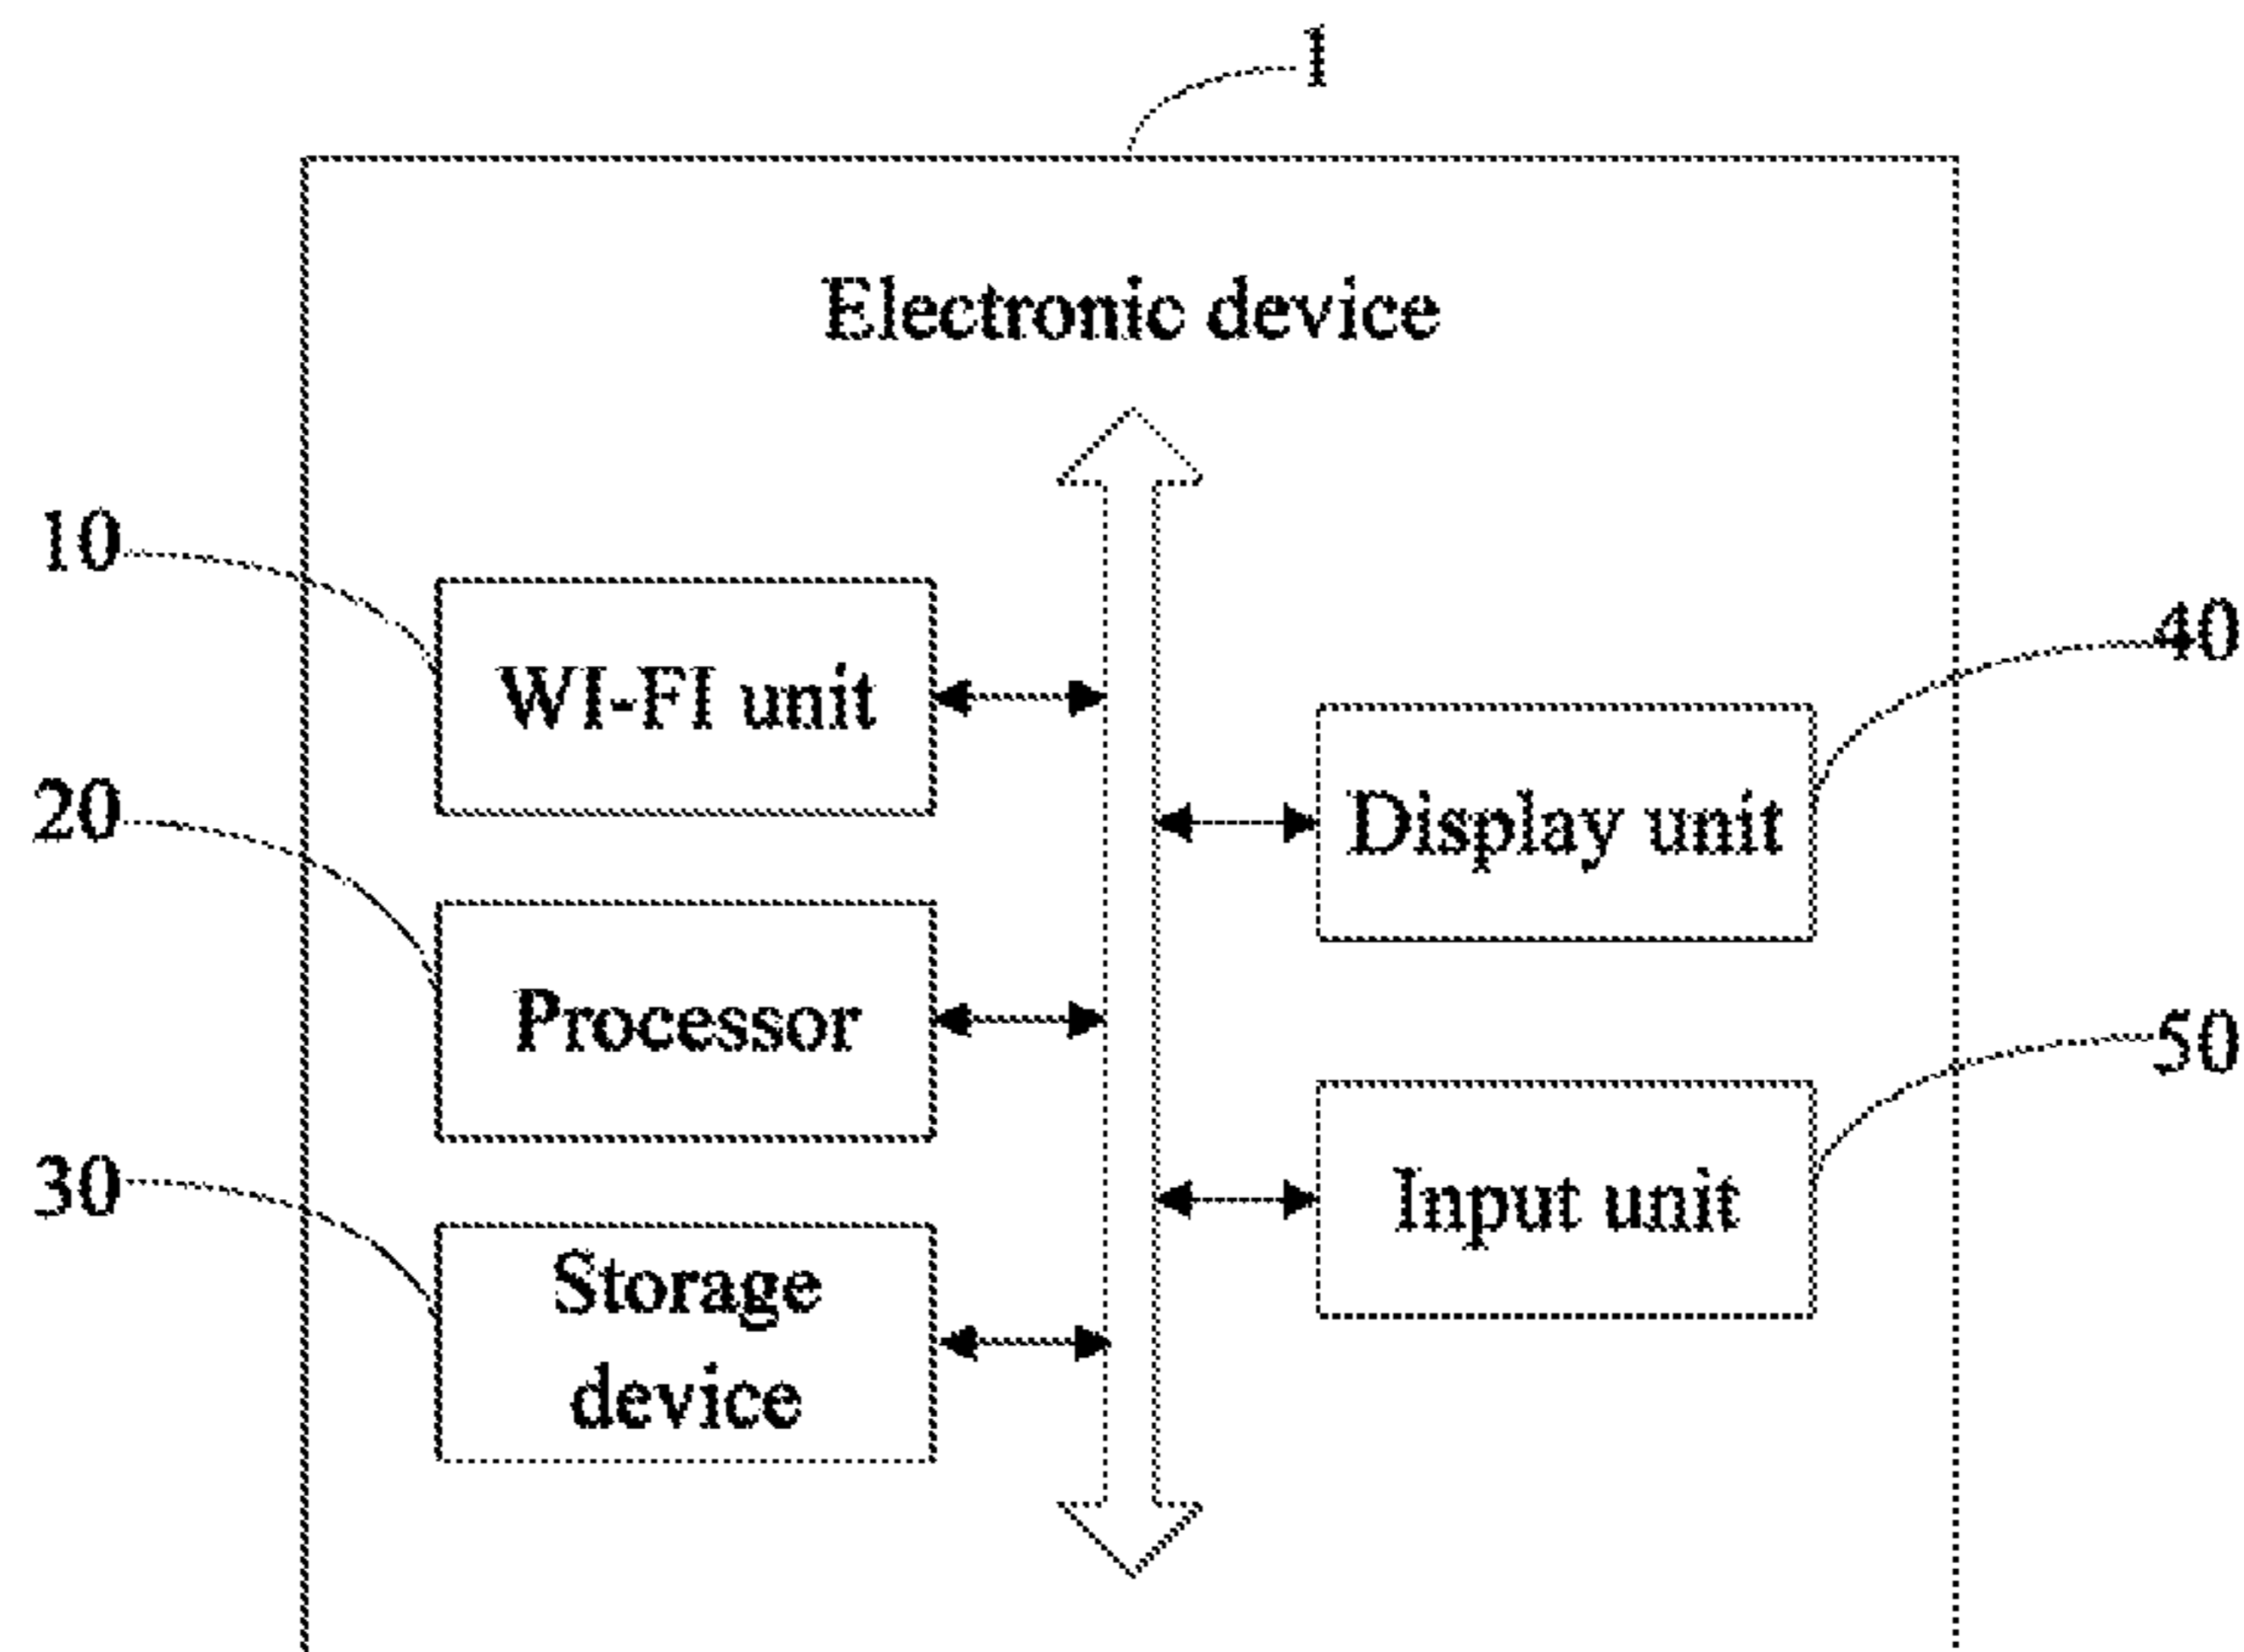 1
Electronic device
10
WI-FI unit
40
20
Display unit
Processor
50
30
Input unit
Storage
device